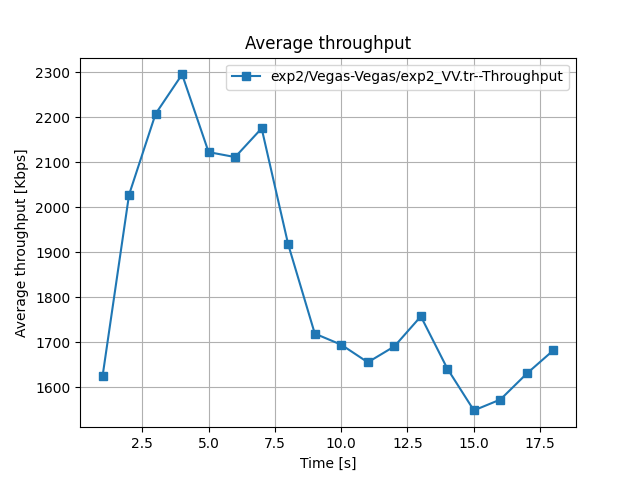 Average throughput
exp2/Vegas-Vegas/exp2_VV.tr--Throughput
2300
2200
2100
2000
1900
1800
1700
1600
Average throughput [Kbps]
2.5 5.0 7.5 10.0 12.5 15.0 17.5
Time [s]